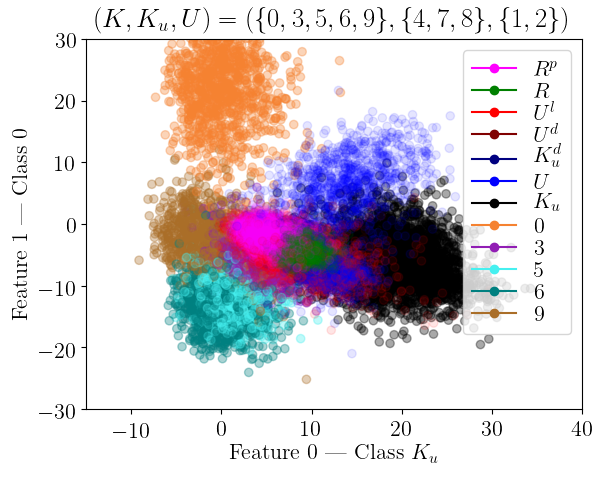 (K, K_u, U) = ({0, 3, 5, 6, 9}, {4, 7, 8}, {1, 2})
30
20
10
0
−10
−20
−30
Feature 1 — Class 0
R^p
R
U^l
U^d
K_u^d
U
K_u
0
3
5
6
9
−10
0
10
20
30
40
Feature 0 — Class K_u